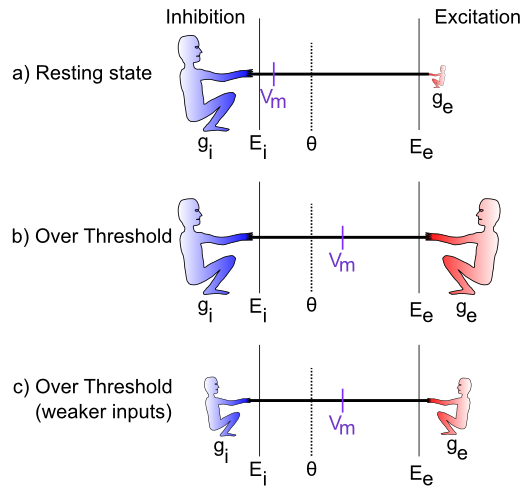 Inhibition Excitation
a) Resting state
Vm
gi Ei θ Ee ge
b) Over Threshold
Vm
gi Ei θ Ee ge
c) Over Threshold
(weaker inputs)
Vm
gi Ei θ Ee ge